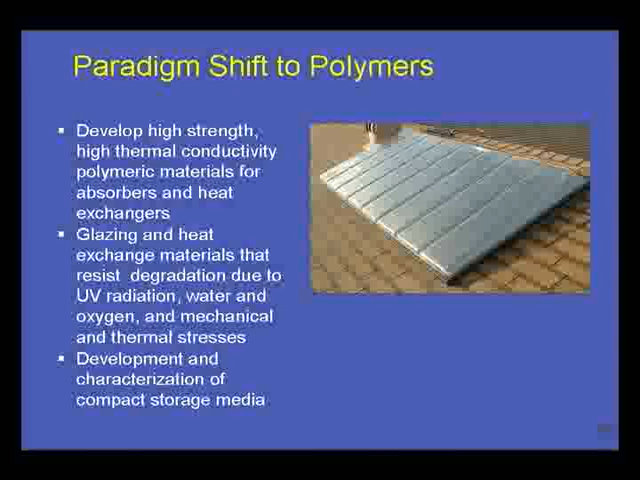 Paradigm Shift to Polymers
▪ Develop high strength,
high thermal conductivity
polymeric materials for
absorbers and heat
exchangers
▪ Glazing and heat
exchange materials that
resist degradation due to
UV radiation, water and
oxygen, and mechanical
and thermal stresses
▪ Development and
characterization of
compact storage media